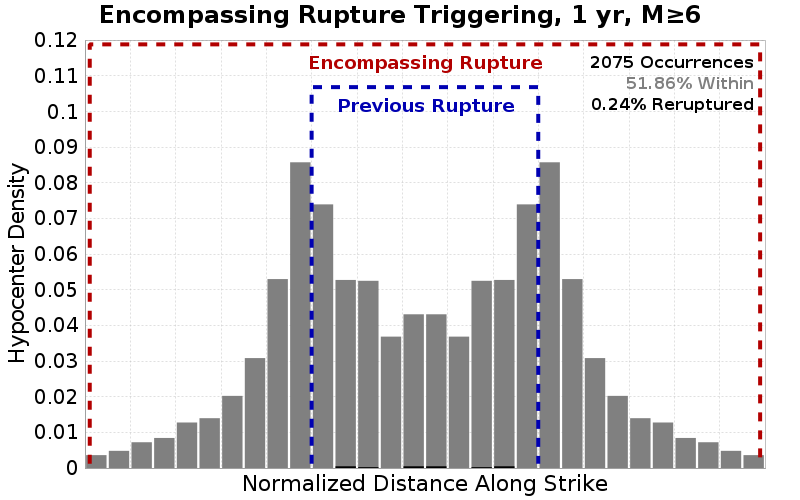 Encompassing Rupture Triggering, 1 yr, M≥6
0.12
0.11
0.1
0.09
0.08
0.07
0.06
0.05
0.04
0.03
0.02
0.01
0
Hypocenter Density
Encompassing Rupture
Previous Rupture
2075 Occurrences
51.86% Within
0.24% Reruptured
Normalized Distance Along Strike